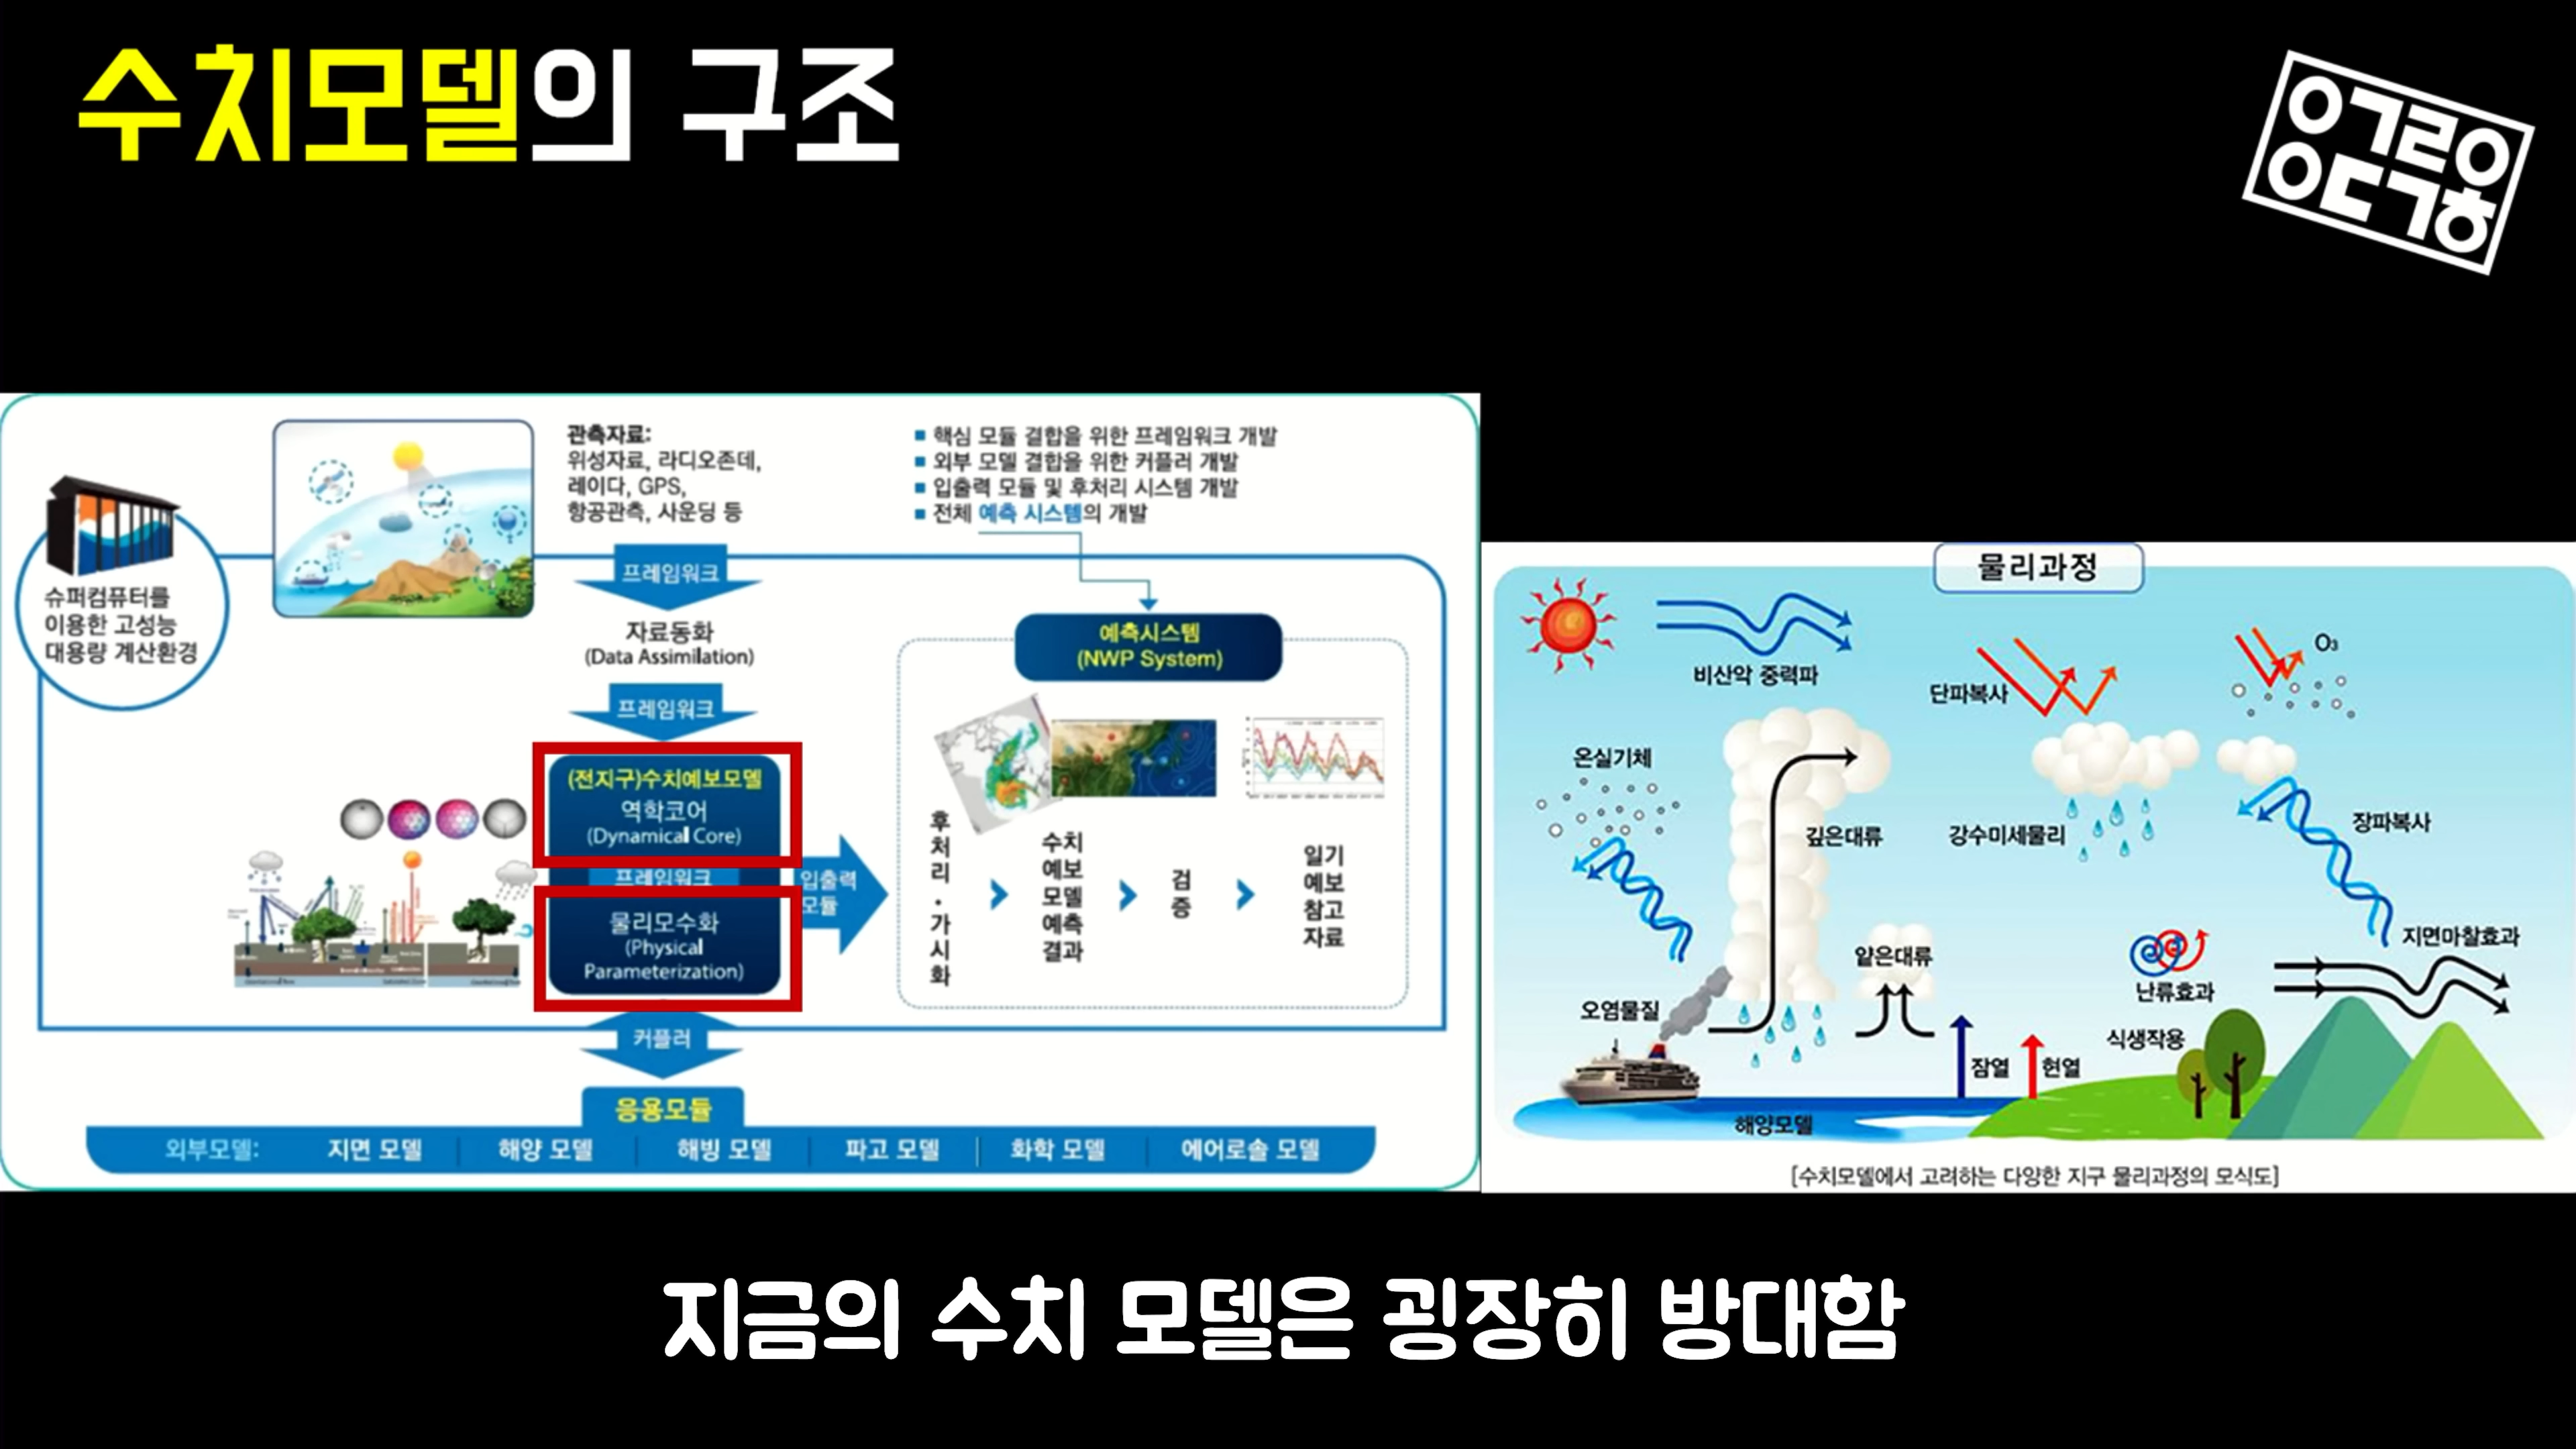 수치모델의 구조
관측자료:
위성자료, 라디오존데,
레이다, GPS,
항공관측, 사운딩 등
■ 핵심 모듈 결합을 위한 프레임워크 개발
■ 외부 모델 결합을 위한 커플러 개발
■ 입출력 모듈 및 후처리 시스템 개발
■ 전체 예측 시스템의 개발
슈퍼컴퓨터를
이용한 고성능
대용량 계산환경
프레임워크
자료동화
(Data Assimilation)
프레임워크
(전지구)수치예보모델
역학코어
(Dynamical Core)
프레임워크
물리모수화
(Physical
Parameterization)
입출력
모듈
예측시스템
(NWP System)
후처리·가시화
수치
예보
모델
예측
결과
검
증
일기
예보
참고
자료
커플러
응용모듈
외부모델: 지면 모델 해양 모델 해빙 모델 파고 모델 화학 모델 에어로솔 모델
물리과정
비산악 중력파
단파복사
O₃
온실기체
깊은대류
강수미세물리
장파복사
얕은대류
지면마찰효과
난류효과
오염물질
식생작용
잠열
현열
해양모델
[수치모델에서 고려하는 다양한 지구 물리과정의 모식도]
지금의 수치 모델은 굉장히 방대함